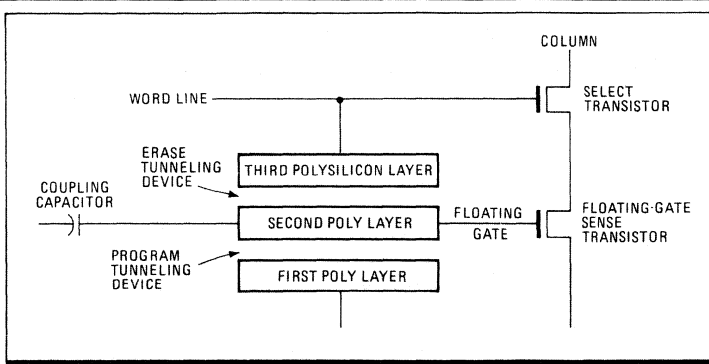 COLUMN
WORD LINE
SELECT
TRANSISTOR
ERASE
TUNNELING
DEVICE
THIRD POLYSILICON LAYER
COUPLING
CAPACITOR
SECOND POLY LAYER
FLOATING
GATE
FLOATING-GATE
SENSE
TRANSISTOR
PROGRAM
TUNNELING
DEVICE
FIRST POLY LAYER